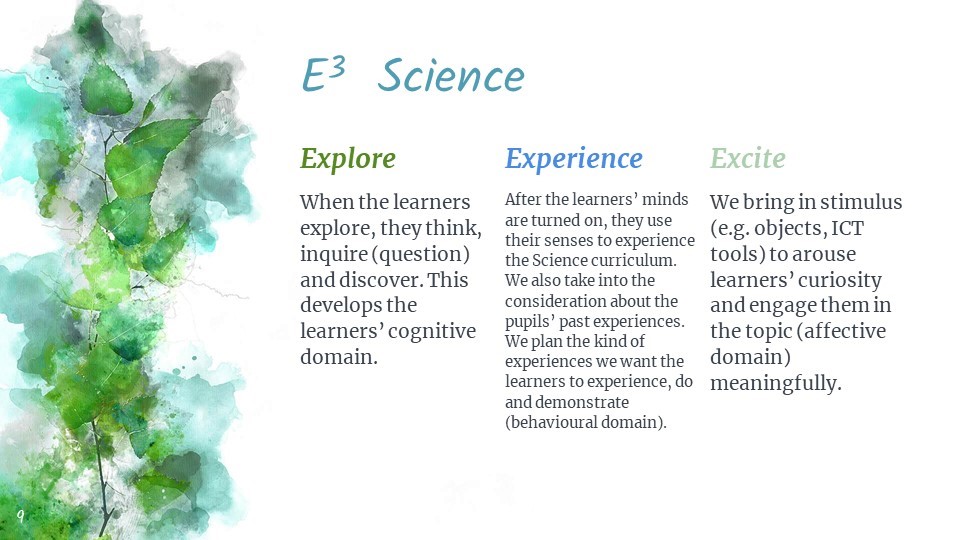 E³ Science
Explore
When the learners
explore, they think,
inquire (question)
and discover. This
develops the
learners’ cognitive
domain.
Experience
After the learners’ minds
are turned on, they use
their senses to experience
the Science curriculum.
We also take into the
consideration about the
pupils’ past experiences.
We plan the kind of
experiences we want the
learners to experience, do
and demonstrate
(behavioural domain).
Excite
We bring in stimulus
(e.g. objects, ICT
tools) to arouse
learners’ curiosity
and engage them in
the topic (affective
domain)
meaningfully.
9